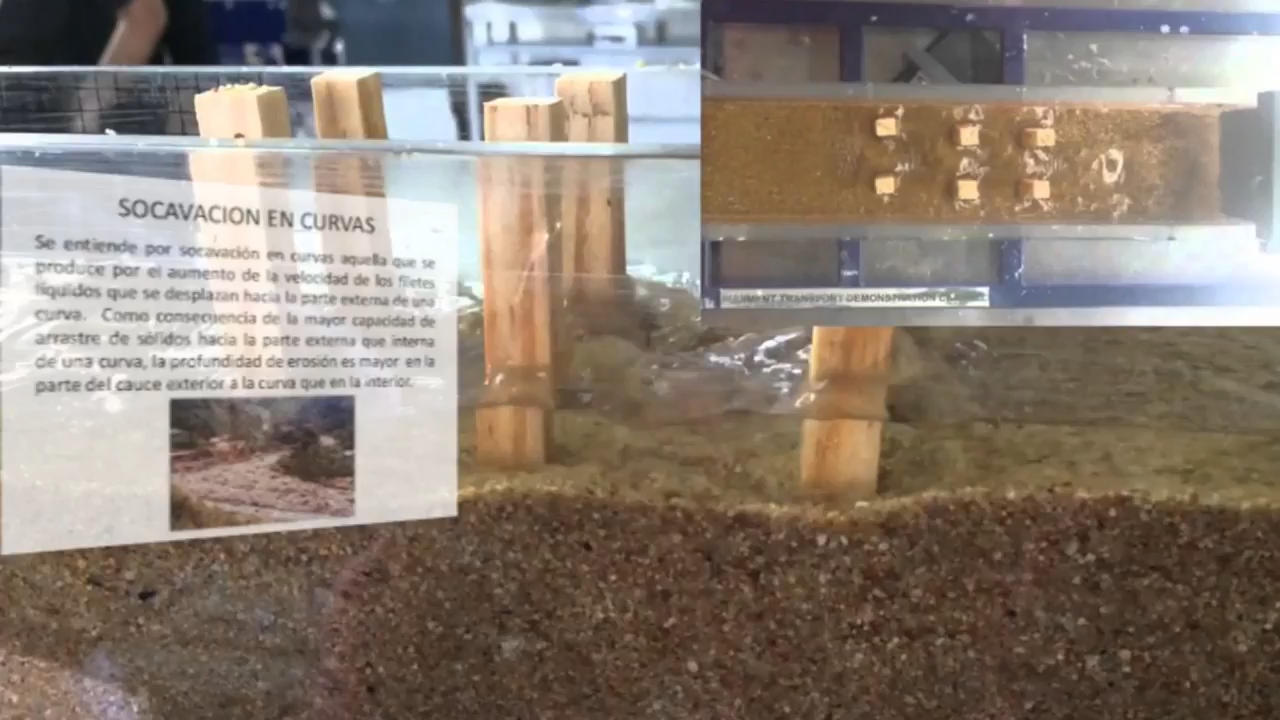 SOCAVACION EN CURVAS
Se entiende por socavación en curvas aquella que se
produce por el aumento de la velocidad de los filetes
líquidos que se desplazan hacia la parte externa de una
curva. Como consecuencia de la mayor capacidad de
arrastre de sólidos hacia la parte externa que interna
de una curva, la profundidad de erosión es mayor en la
parte del cauce exterior a la curva que en la interior.
SEDIMENT TRANSPORT DEMONSTRATION CHANNEL